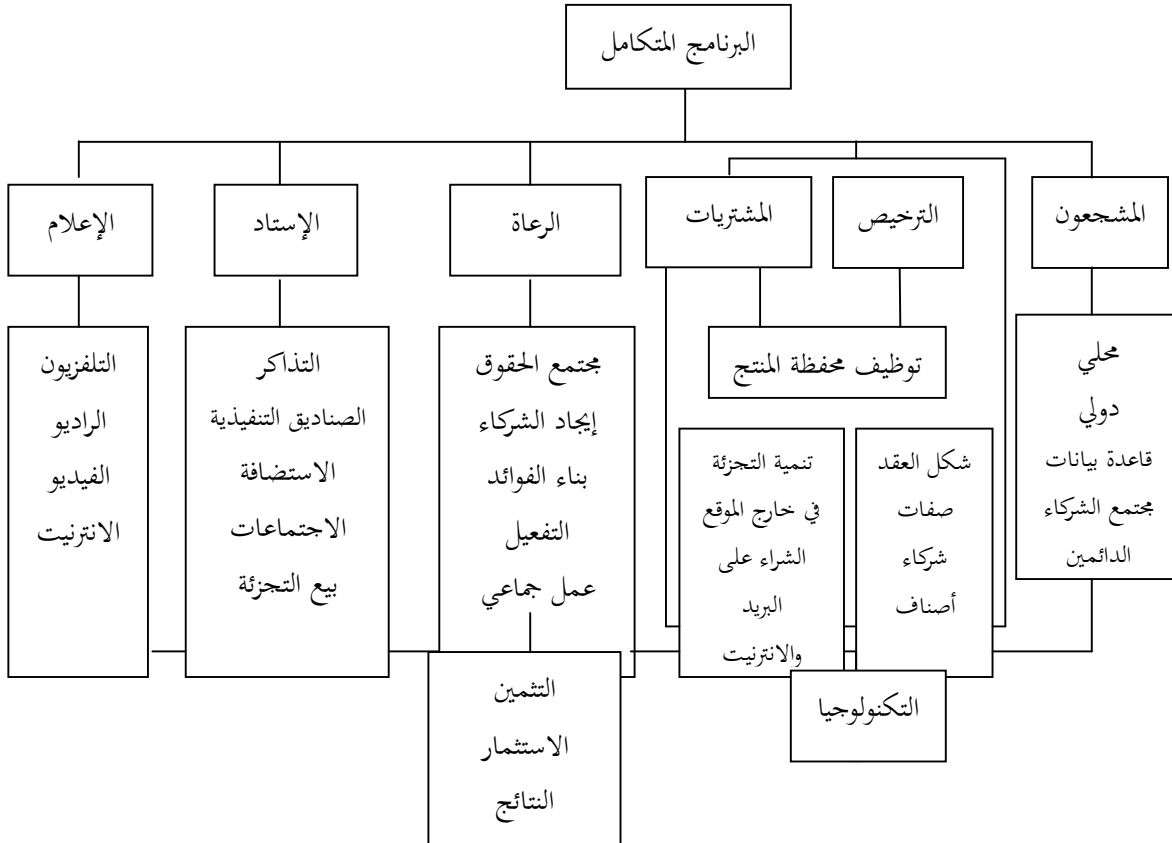 البرنامج المتكامل
المشجعون
الترخيص
المشتريات
الرعاة
الإستاد
الإعلام
محلي
دولي
قاعدة بيانات
مجتمع الشركاء
الدائمين
توظيف محفظة المنتج
شكل العقد
صفات
شركاء
أصناف
تنمية التجزئة
في خارج الموقع
الشراء على
البريد
والانترنيت
مجتمع الحقوق
إيجاد الشركاء
بناء الفوائد
التفعيل
عمل جماعي
التذاكر
الصناديق التنفيذية
الاستضافة
الاجتماعات
بيع التجزئة
التلفزيون
الراديو
الفيديو
الانترنيت
التكنولوجيا
التثمين
الاستثمار
النتائج